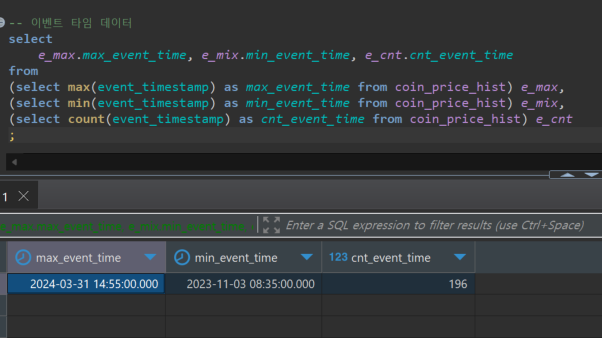 -- 이벤트 타임 데이터
select
e_max.max_event_time, e_mix.min_event_time, e_cnt.cnt_event_time
from
(select max(event_timestamp) as max_event_time from coin_price_hist) e_max,
(select min(event_timestamp) as min_event_time from coin_price_hist) e_mix,
(select count(event_timestamp) as cnt_event_time from coin_price_hist) e_cnt
;
1
Enter a SQL expression to filter results (use Ctrl+Space)
max_event_time min_event_time 123 cnt_event_time
2024-03-31 14:55:00.000 2023-11-03 08:35:00.000 196